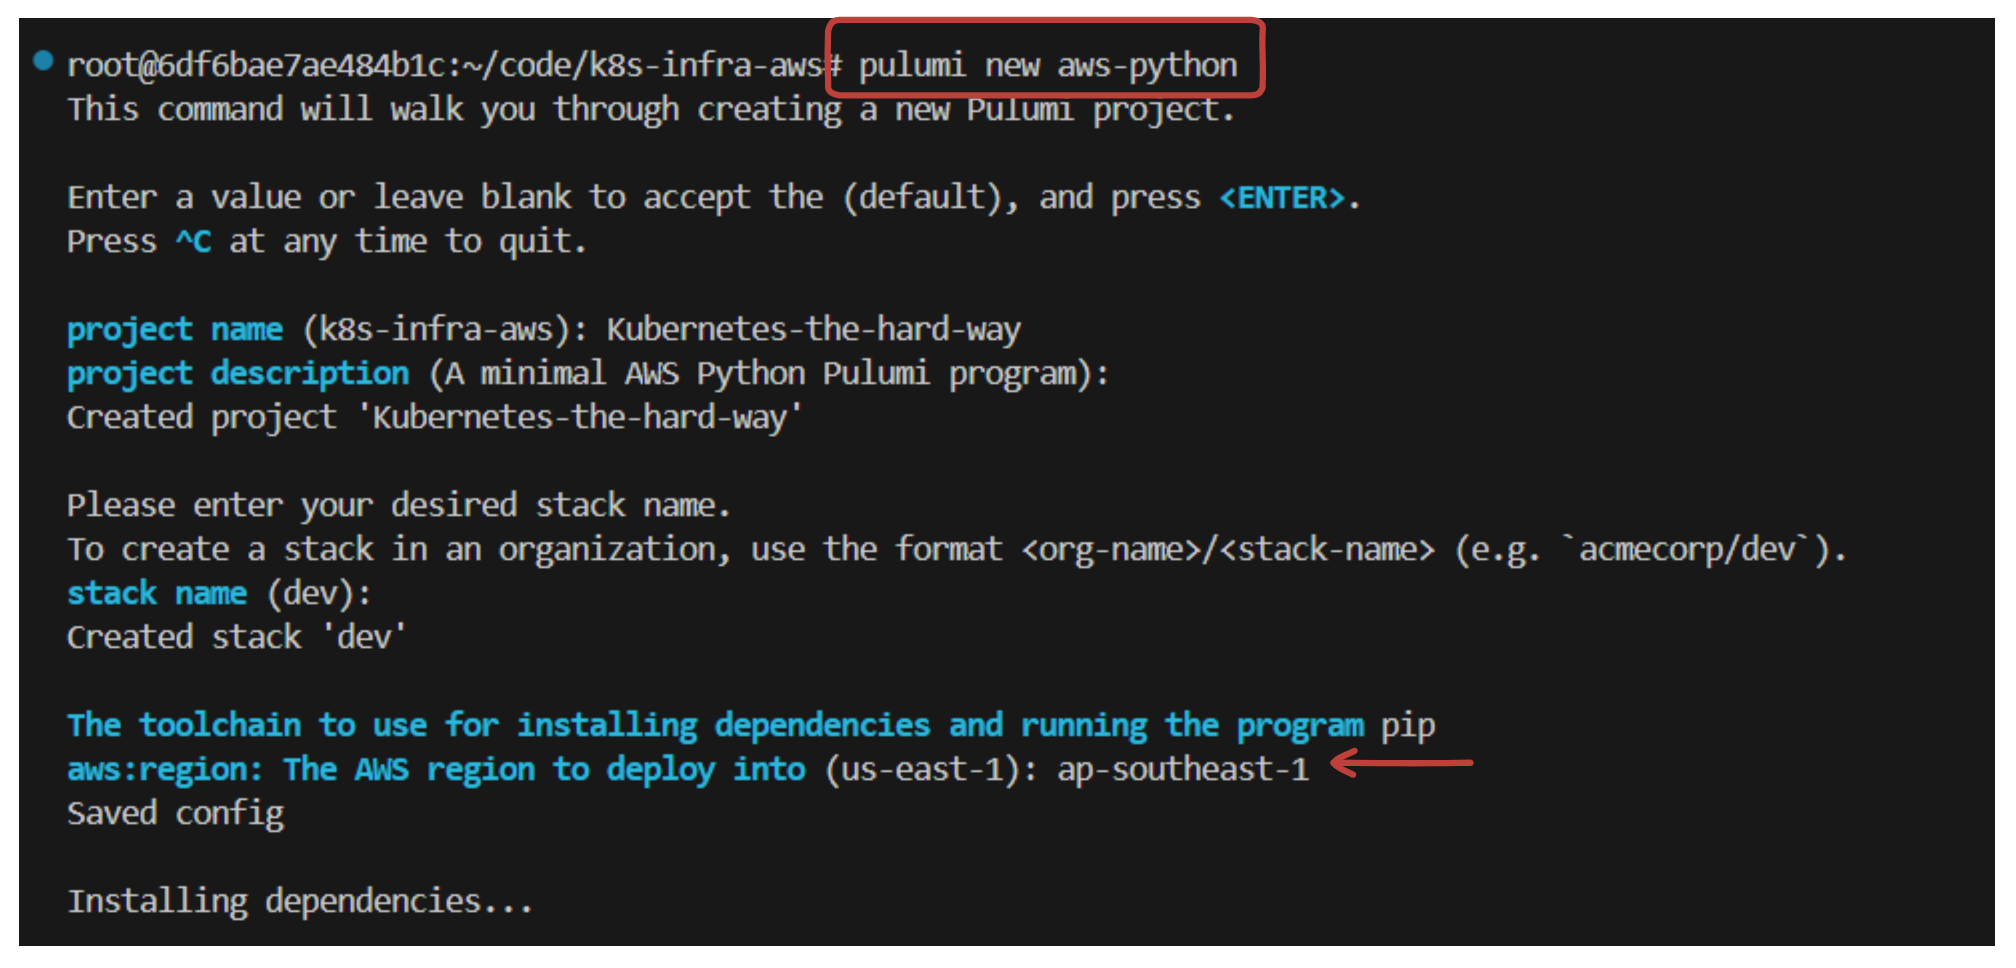 root@6df6bae7ae484b1c:~/code/k8s-infra-aws# pulumi new aws-python
This command will walk you through creating a new Pulumi project.
Enter a value or leave blank to accept the (default), and press <ENTER>.
Press ^C at any time to quit.
project name (k8s-infra-aws): Kubernetes-the-hard-way
project description (A minimal AWS Python Pulumi program):
Created project 'Kubernetes-the-hard-way'
Please enter your desired stack name.
To create a stack in an organization, use the format <org-name>/<stack-name> (e.g. `acmecorp/dev`).
stack name (dev):
Created stack 'dev'
The toolchain to use for installing dependencies and running the program pip
aws:region: The AWS region to deploy into (us-east-1): ap-southeast-1
Saved config
Installing dependencies...